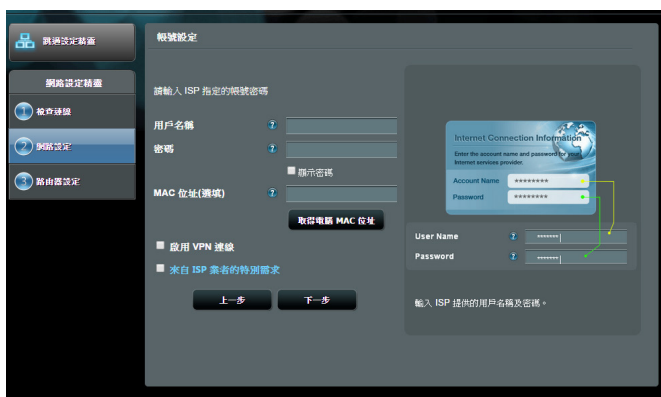 跳過設定精靈
帳號設定
網路設定精靈
請輸入 ISP 指定的帳號密碼
1 檢查連線
用戶名稱 ?
2 網路設定
密碼 ?
顯示密碼
3 路由器設定
MAC 位址(選填) ?
取得電腦 MAC 位址
啟用 VPN 連線
來自 ISP 業者的特別需求
上一步
下一步
Internet Connection Information
Enter the account name and password for your
Internet services provider.
Account Name ********
Password ********
User Name ? •••••••|
Password ? •••••••|
輸入 ISP 提供的用戶名稱及密碼。